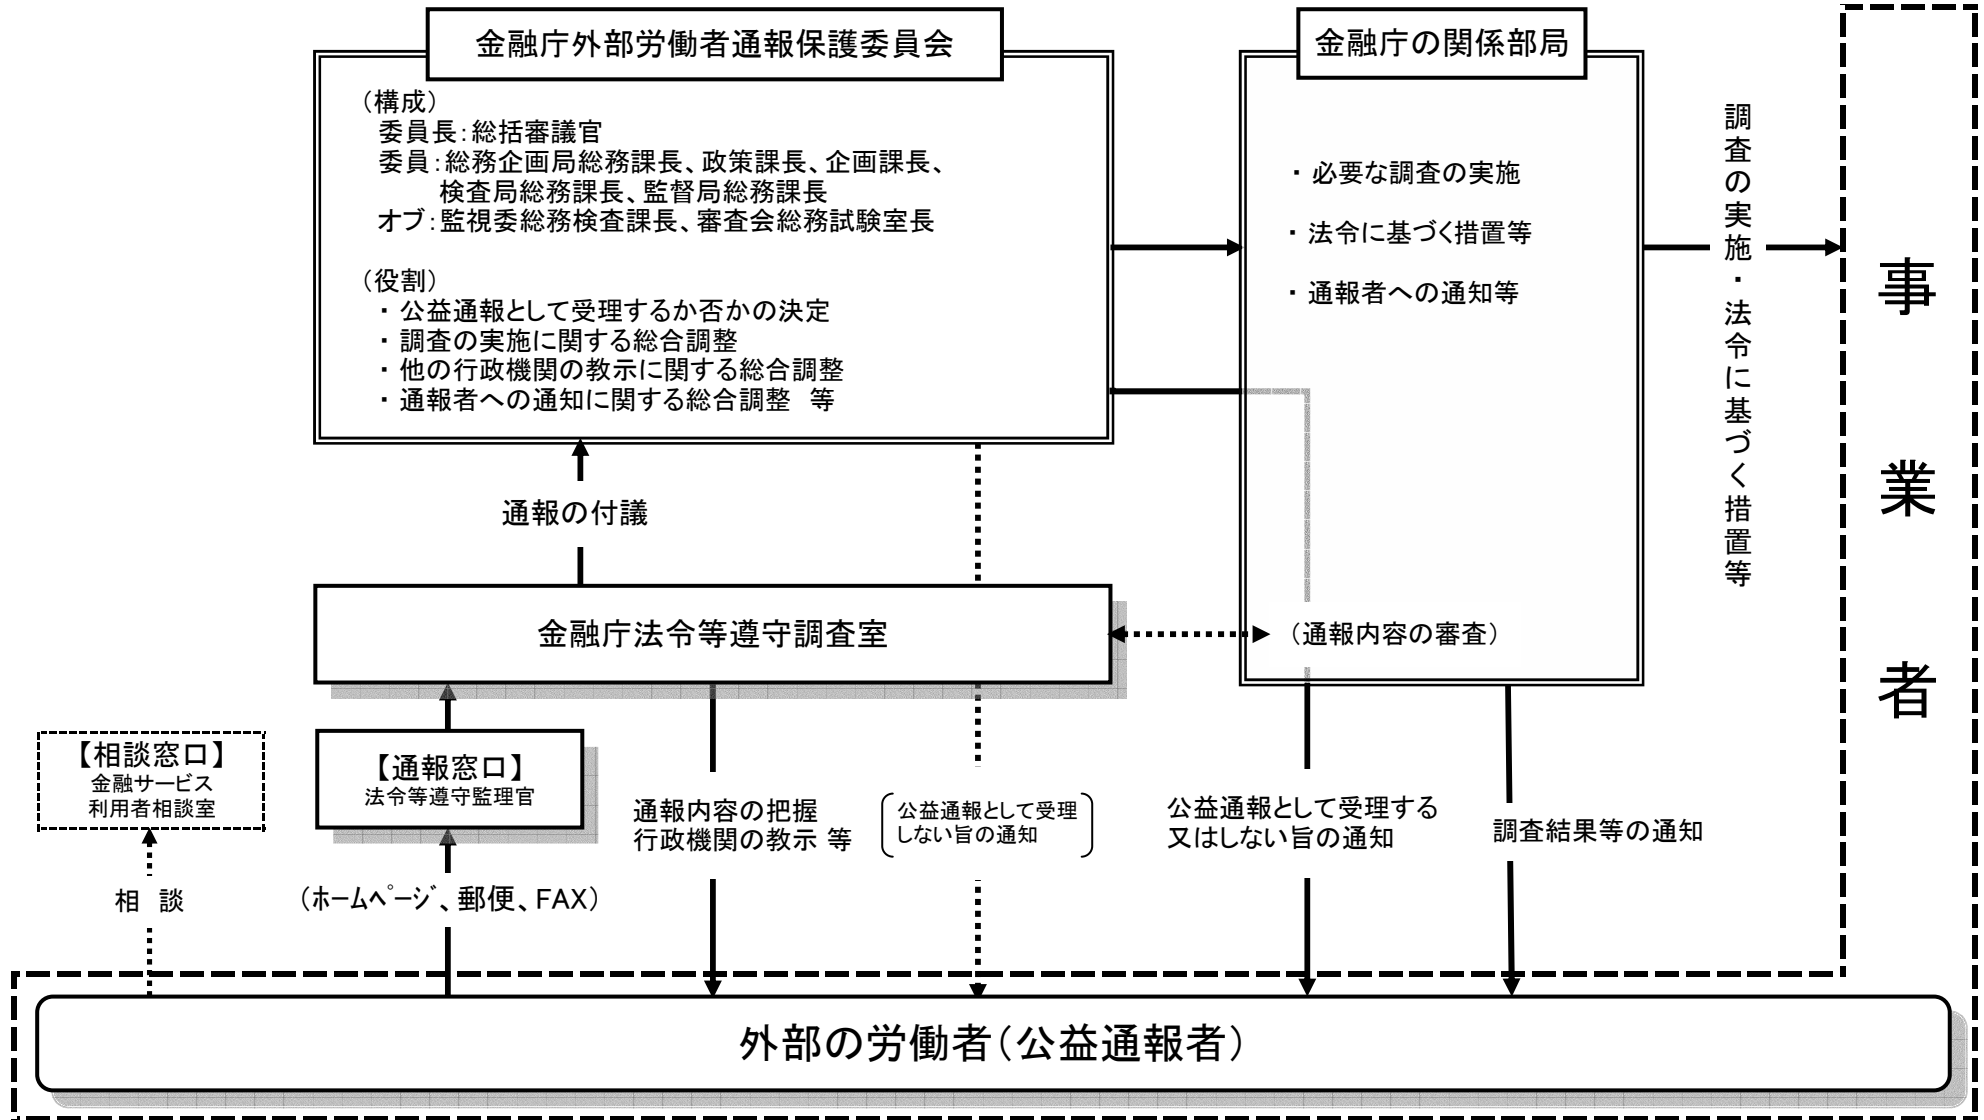 金融庁外部労働者通報保護委員会
（構成）
委員長：総括審議官
委員：総務企画局総務課長、政策課長、企画課長、
検査局総務課長、監督局総務課長
オブ：監視委総務検査課長、審査会総務試験室長
（役割）
・公益通報として受理するか否かの決定
・調査の実施に関する総合調整
・他の行政機関の教示に関する総合調整
・通報者への通知に関する総合調整　等
金融庁の関係部局
・必要な調査の実施
・法令に基づく措置等
・通報者への通知等
（通報内容の審査）
調査の実施・法令に基づく措置等
事業者
通報の付議
金融庁法令等遵守調査室
【相談窓口】
金融サービス
利用者相談室
【通報窓口】
法令等遵守監理官
通報内容の把握
行政機関の教示 等
公益通報として受理
しない旨の通知
公益通報として受理する
又はしない旨の通知
調査結果等の通知
相　談
（ﾎｰﾑﾍﾟｰｼﾞ、郵便、FAX）
外部の労働者（公益通報者）